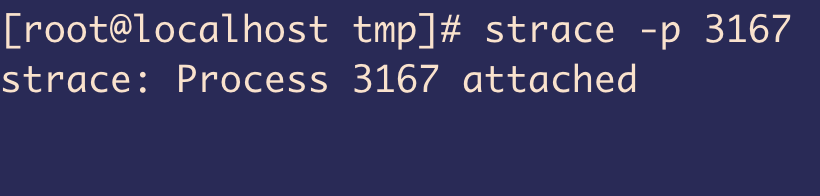 [root@localhost tmp]# strace -p 3167
strace: Process 3167 attached